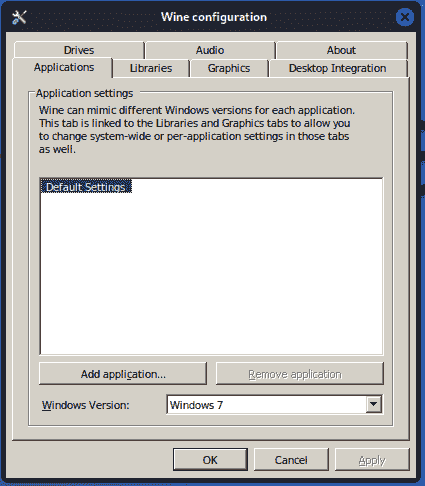 Wine configuration
Drives
Audio
About
Applications
Libraries
Graphics
Desktop Integration
Application settings
Wine can mimic different Windows versions for each application.
This tab is linked to the Libraries and Graphics tabs to allow you
to change system-wide or per-application settings in those tabs
as well.
Default Settings
Add application...
Remove application
Windows Version:
Windows 7
OK
Cancel
Apply